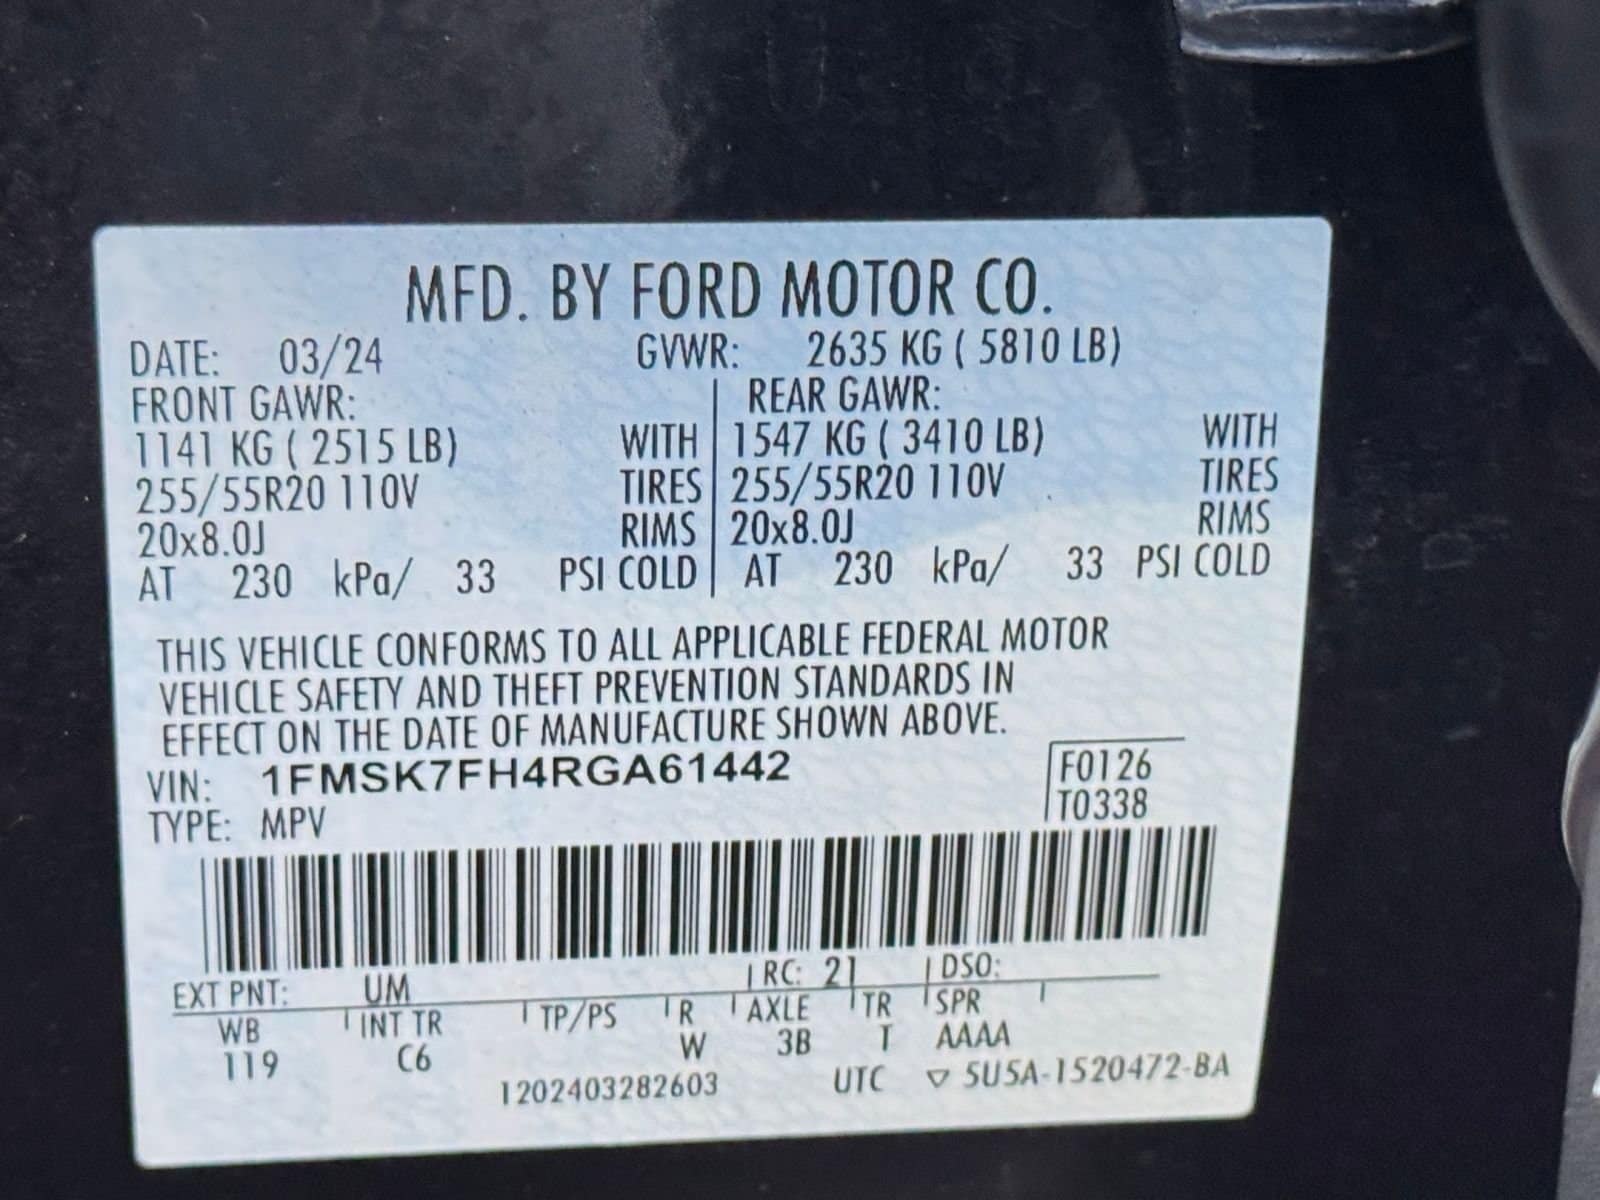 MFD. BY FORD MOTOR CO.
DATE: 03/24 GVWR: 2635 KG ( 5810 LB)
FRONT GAWR: REAR GAWR:
1141 KG ( 2515 LB) WITH 1547 KG ( 3410 LB) WITH
255/55R20 110V TIRES 255/55R20 110V TIRES
20x8.0J RIMS 20x8.0J RIMS
AT 230 kPa/ 33 PSI COLD AT 230 kPa/ 33 PSI COLD
THIS VEHICLE CONFORMS TO ALL APPLICABLE FEDERAL MOTOR
VEHICLE SAFETY AND THEFT PREVENTION STANDARDS IN
EFFECT ON THE DATE OF MANUFACTURE SHOWN ABOVE.
VIN: 1FMSK7FH4RGA61442 F0126
TYPE: MPV T0338
EXT PNT: UM RC: 21 DSO:
WB INT TR TP/PS R AXLE TR SPR
119 C6 W 3B T AAAA
1202403282603 UTC ▽ 5U5A-1520472-BA